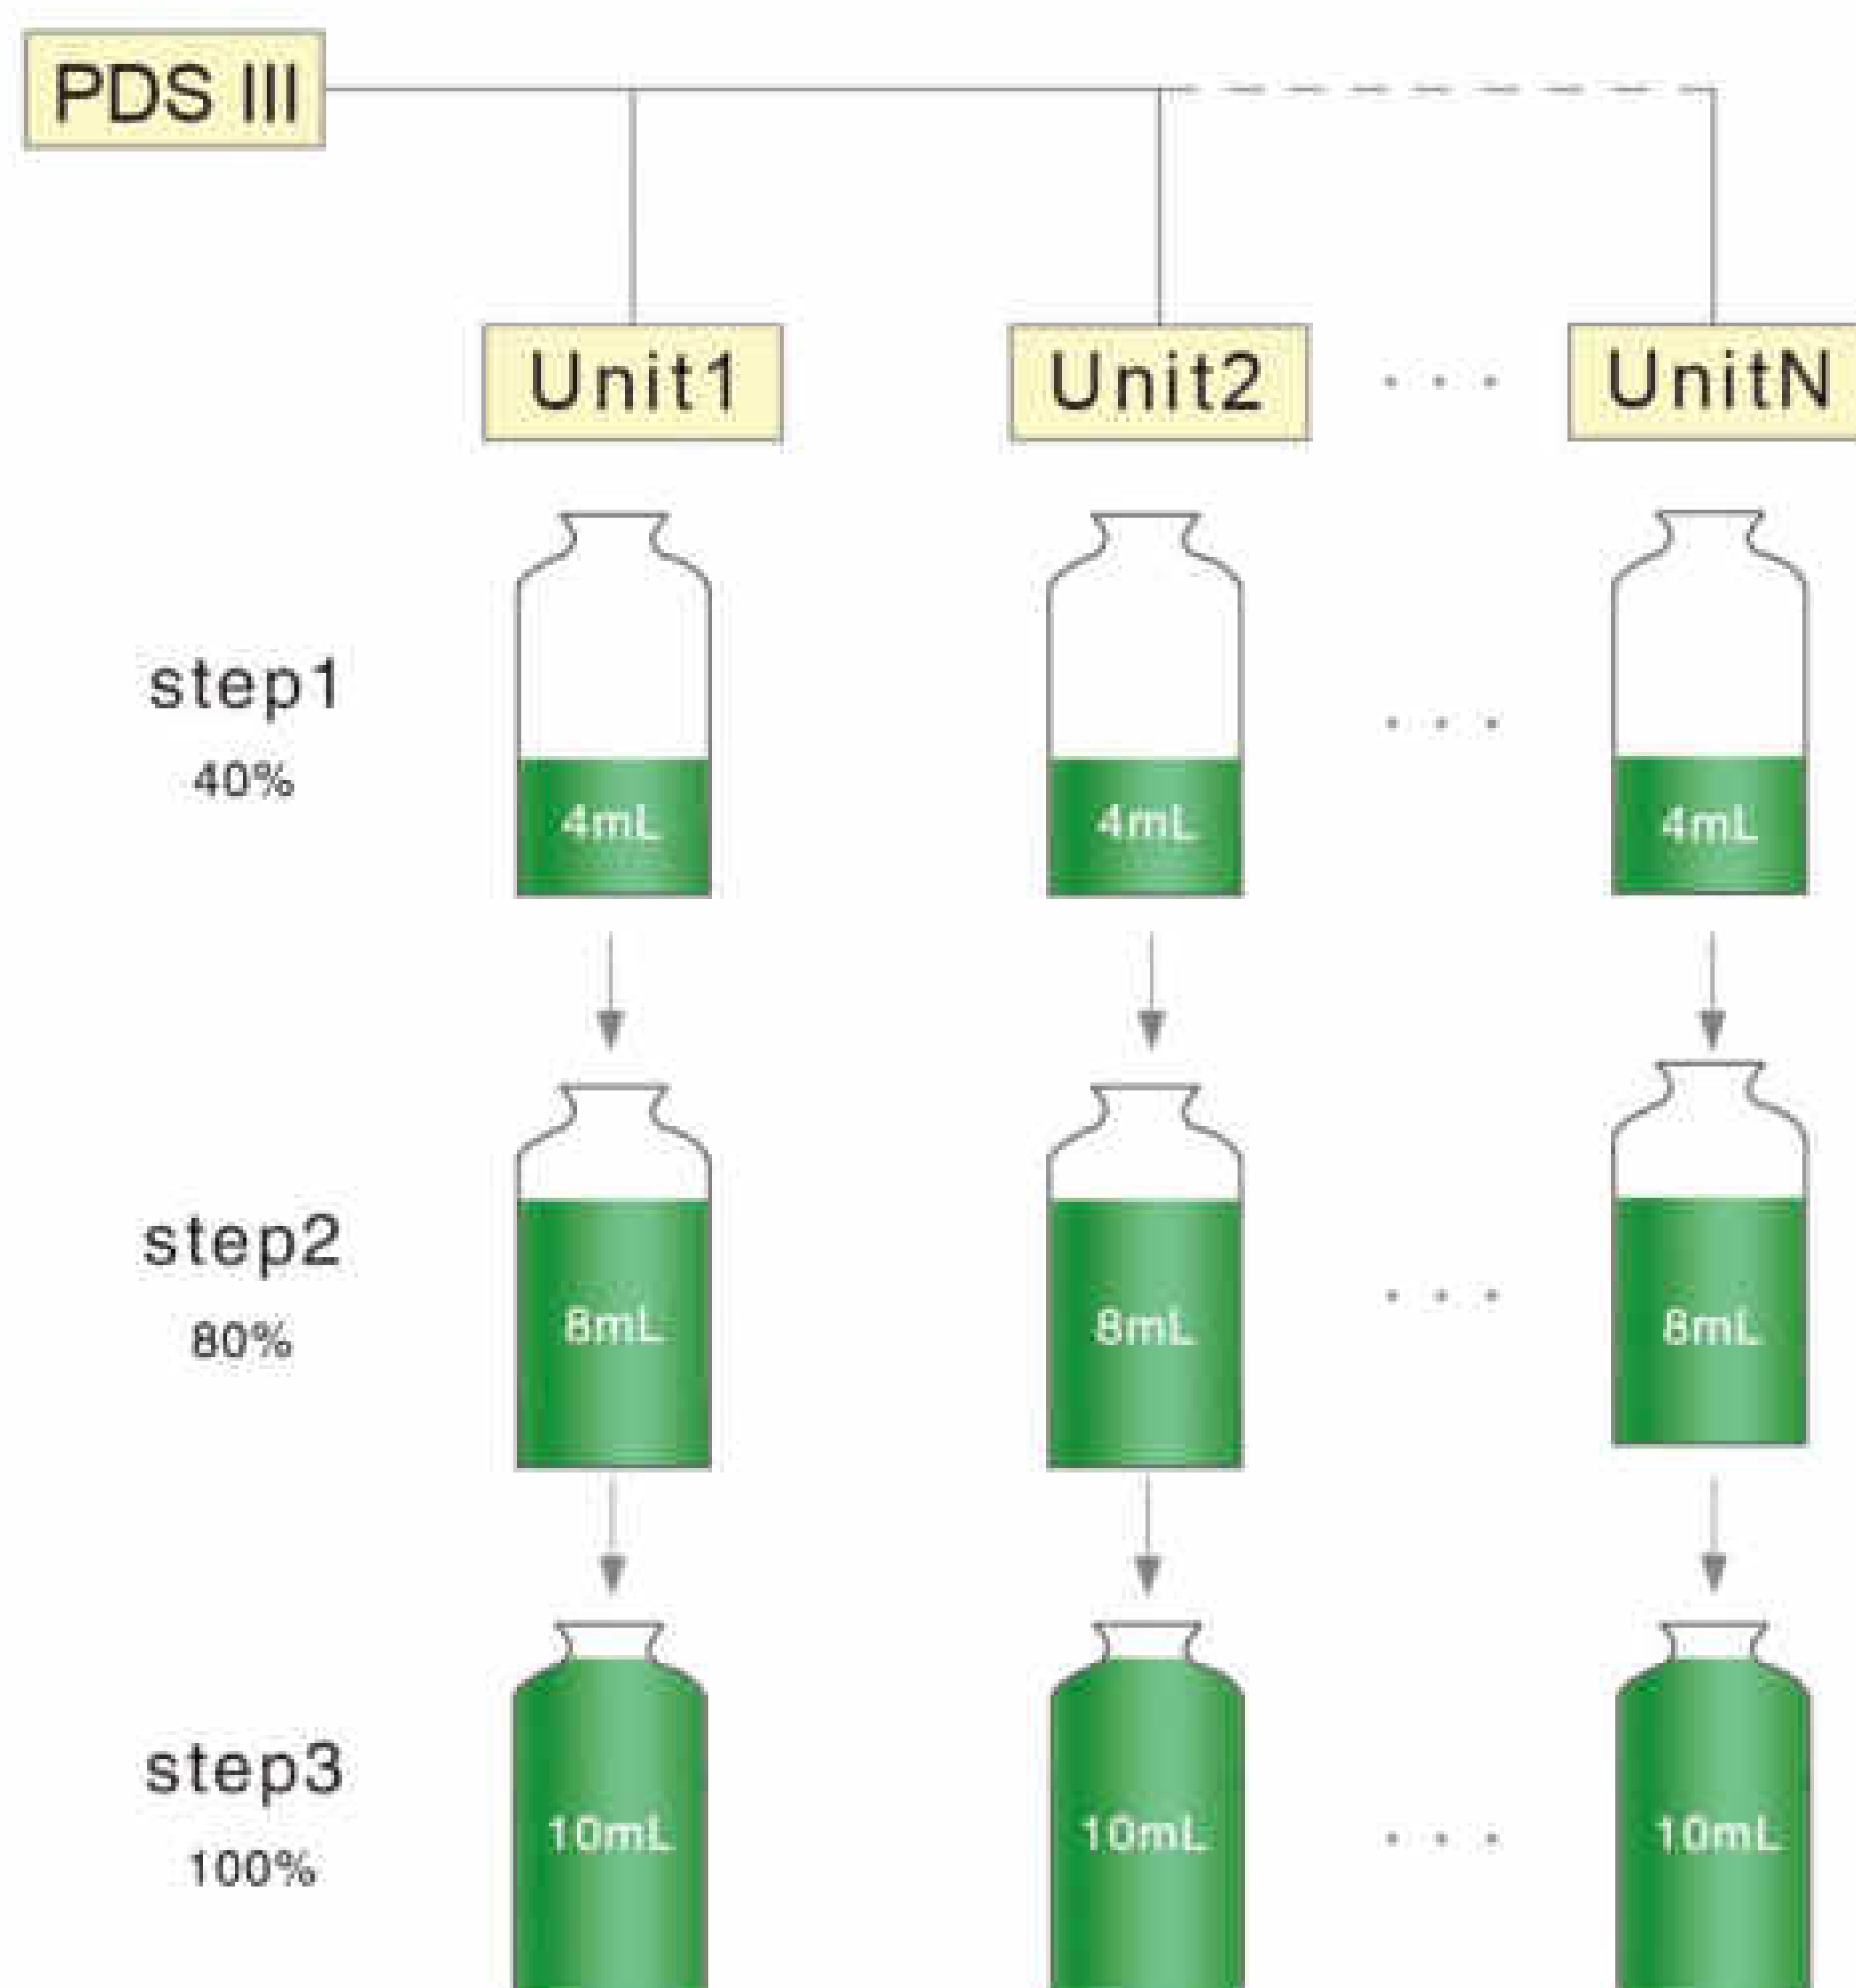 PDS III
Unit1 Unit2 UnitN
step1
40%
4mL 4mL 4mL
step2
80%
8mL 8mL 8mL
step3
100%
10mL 10mL 10mL